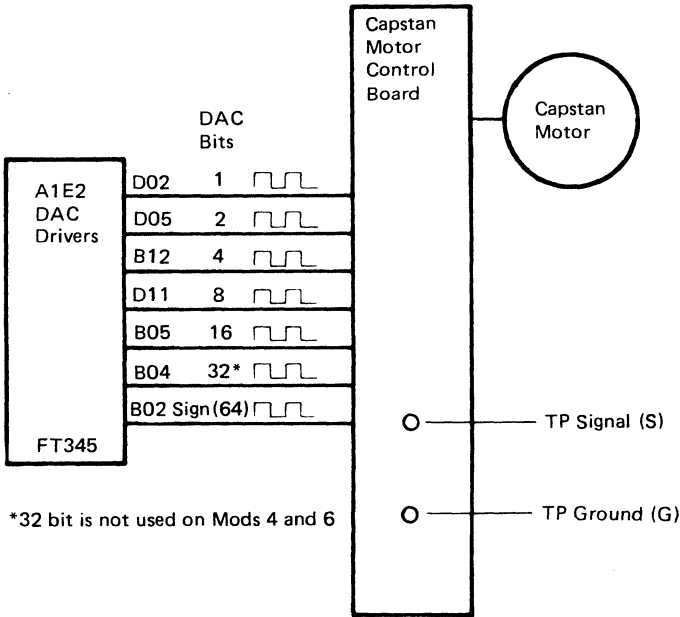 Capstan
Motor
Control
Board
Capstan
Motor
DAC
Bits
A1E2
DAC
Drivers
D02 1
D05 2
B12 4
D11 8
B05 16
B04 32*
B02 Sign (64)
FT345
TP Signal (S)
TP Ground (G)
*32 bit is not used on Mods 4 and 6